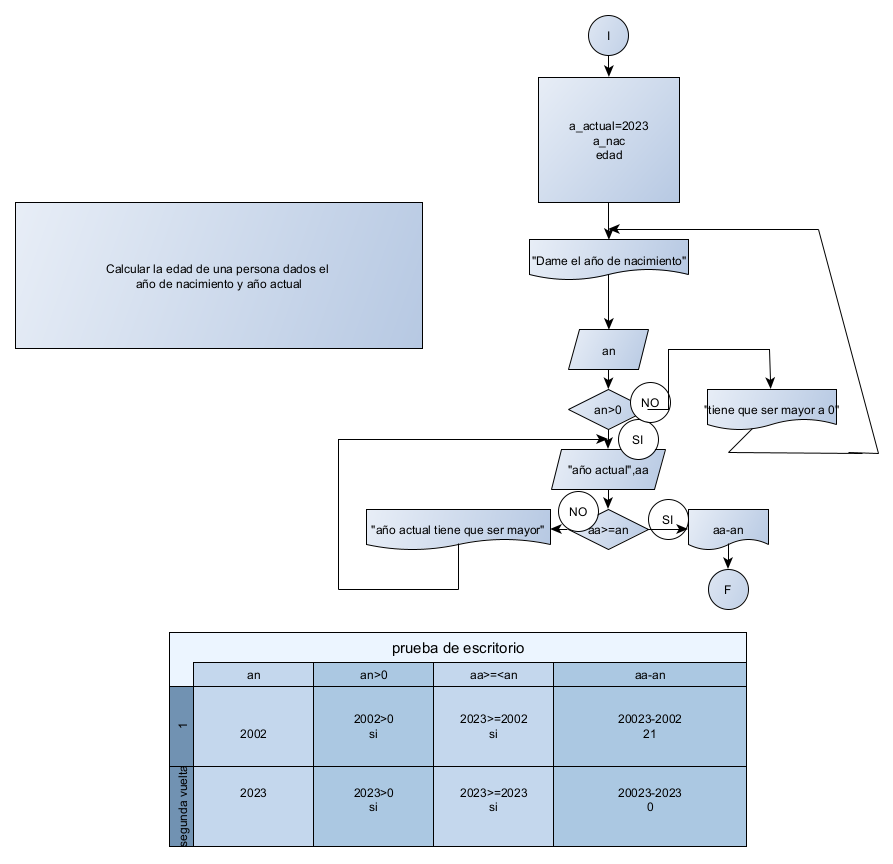 I
a_actual=2023
a_nac
edad
Calcular la edad de una persona dados el
año de nacimiento y año actual
"Dame el año de nacimiento"
an
an>0
NO
"tiene que ser mayor a 0"
SI
"año actual",aa
NO
SI
"año actual tiene que ser mayor"
aa>=an
aa-an
F
prueba de escritorio
an
an>0
aa>=<an
aa-an
1
2002
2002>0
si
2023>=2002
si
20023-2002
21
segunda vuelta
2023
2023>0
si
2023>=2023
si
20023-2023
0